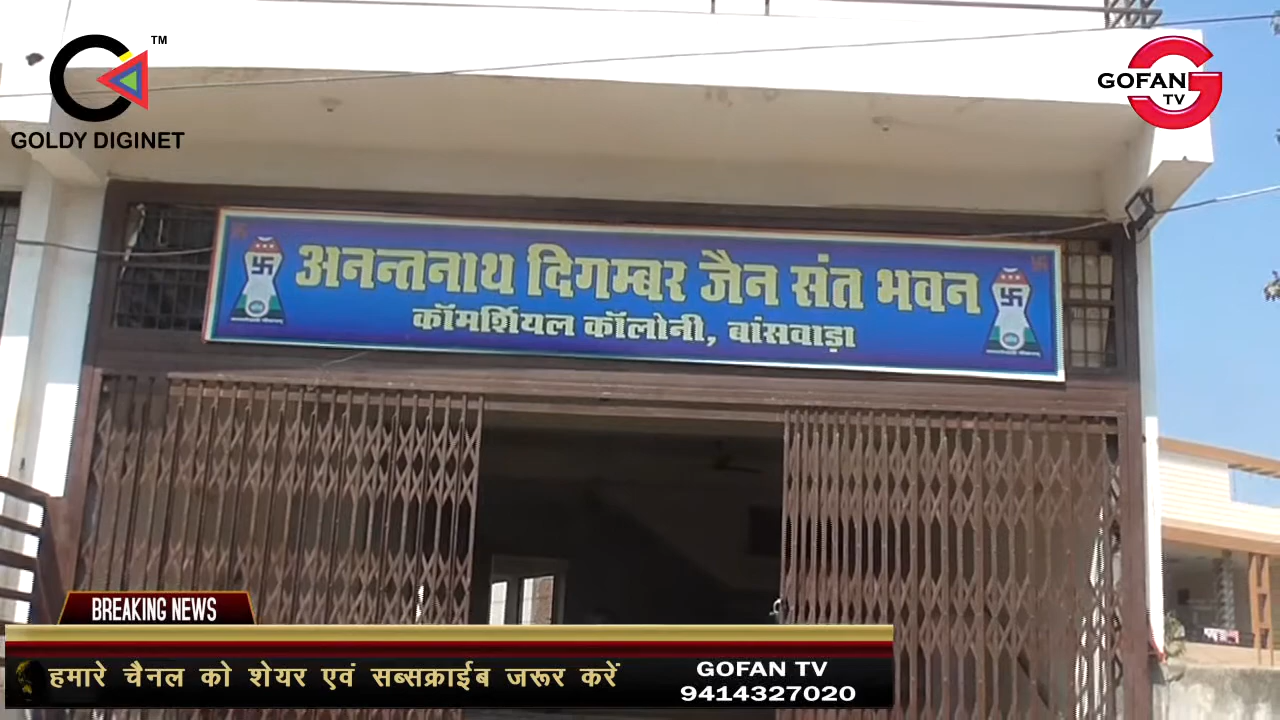 TM
GOLDY DIGINET
GOFAN
TV
अनन्तनाथ दिगम्बर जैन संत भवन
कॉमर्शियल कॉलोनी, बांसवाड़ा
BREAKING NEWS
हमारे चैनल को शेयर एवं सब्सक्राईब जरूर करें
GOFAN TV
9414327020